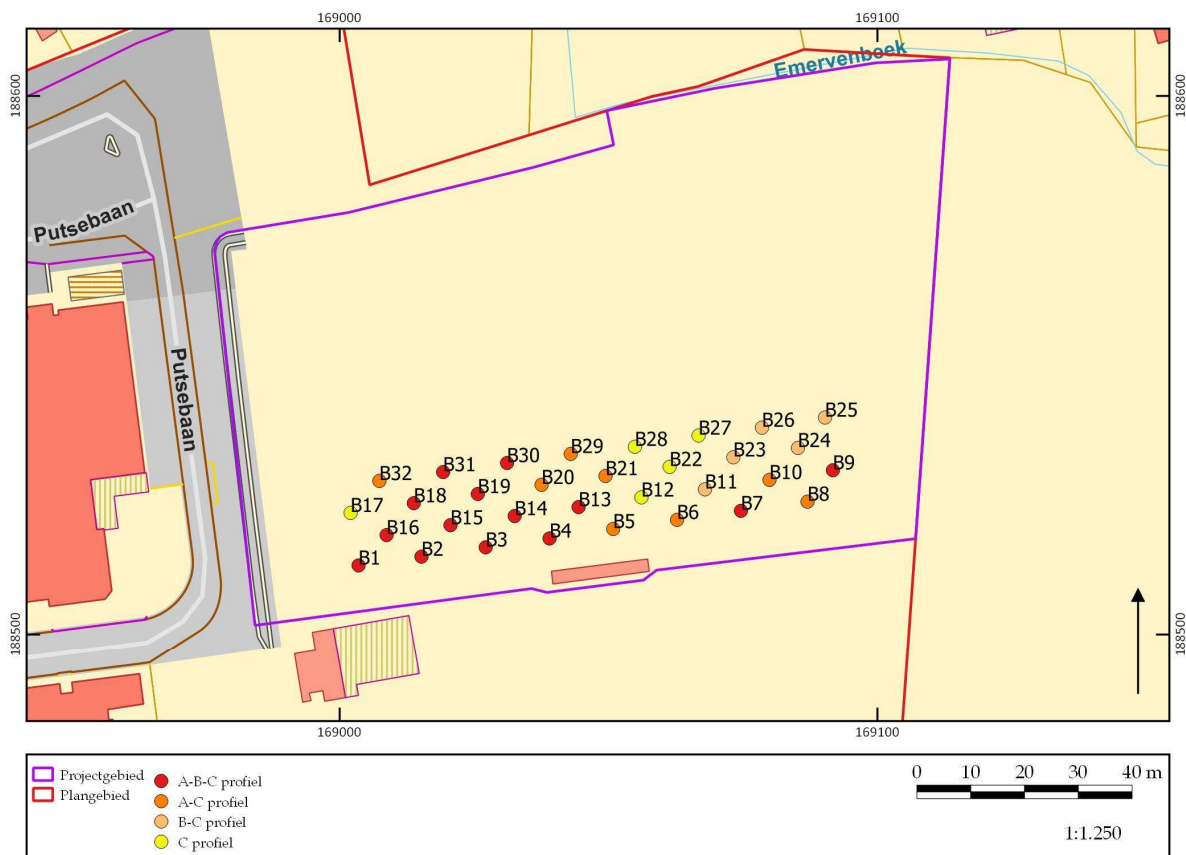 169000
169100
188600
188600
Emervenboek
Putsebaan
Putsebaan
B25
B26
B27
B24
B28
B29
B23
B9
B30
B22
B31
B10
B21
B32
B20
B11
B8
B19
B12
B18
B7
B17
B13
B6
B14
B15
B5
B16
B4
B3
B2
B1
188500
188500
169000
169100
Projectgebied
Plangebied
A-B-C profiel
A-C profiel
B-C profiel
C profiel
0 10 20 30 40 m
1:1.250